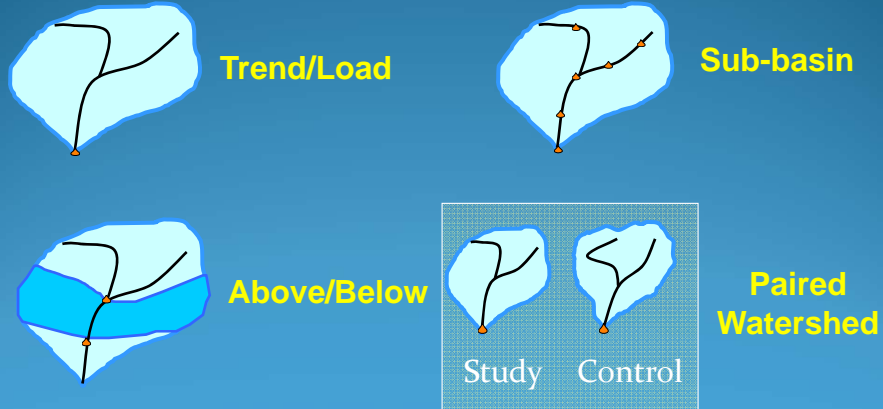 Trend/Load
Sub-basin
Above/Below
Study Control
Paired
Watershed